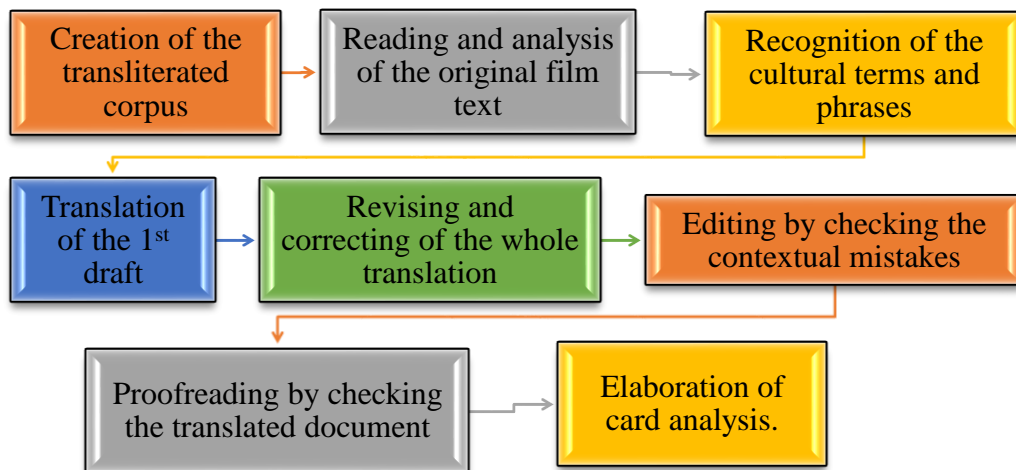 Creation of the
transliterated
corpus
Reading and analysis
of the original film
text
Recognition of the
cultural terms and
phrases
Translation
of the 1st
draft
Revising and
correcting of the whole
translation
Editing by checking the
contextual mistakes
Proofreading by checking
the translated document
Elaboration of
card analysis.